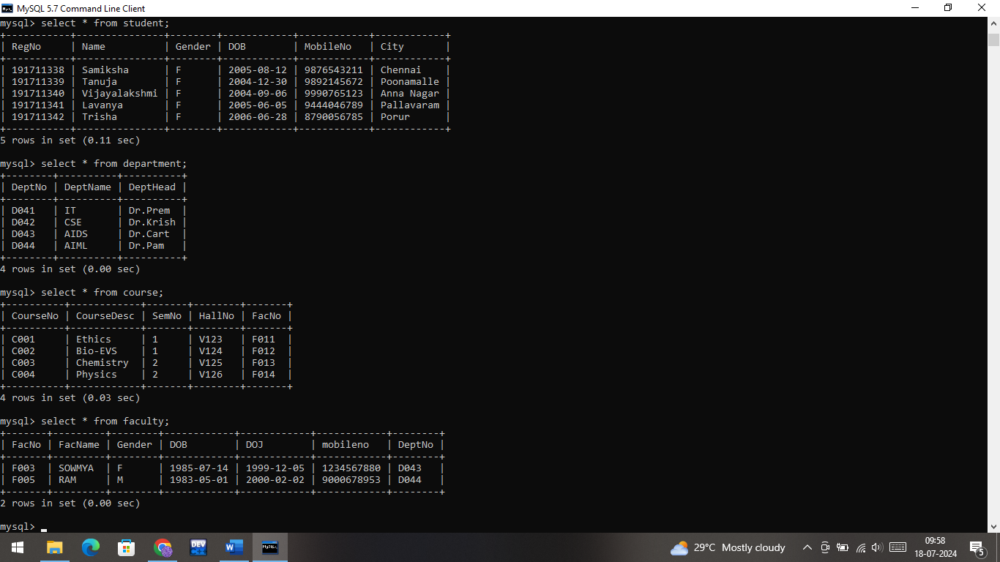 MySQL 5.7 Command Line Client
mysql> select * from student;
+-----------+---------------+--------+------------+------------+------------+
| RegNo     | Name          | Gender | DOB        | MobileNo   | City       |
+-----------+---------------+--------+------------+------------+------------+
| 191711338 | Samiksha      | F      | 2005-08-12 | 9876543211 | Chennai    |
| 191711339 | Tanuja        | F      | 2004-12-30 | 9892145672 | Poonamalle |
| 191711340 | Vijayalakshmi | F      | 2004-09-06 | 9990765123 | Anna Nagar |
| 191711341 | Lavanya       | F      | 2005-06-05 | 9444046789 | Pallavaram |
| 191711342 | Trisha        | F      | 2006-06-28 | 8790056785 | Porur      |
+-----------+---------------+--------+------------+------------+------------+
5 rows in set (0.11 sec)
mysql> select * from department;
+--------+----------+----------+
| DeptNo | DeptName | DeptHead |
+--------+----------+----------+
| D041   | IT       | Dr.Prem  |
| D042   | CSE      | Dr.Krish |
| D043   | AIDS     | Dr.Cart  |
| D044   | AIML     | Dr.Pam   |
+--------+----------+----------+
4 rows in set (0.00 sec)
mysql> select * from course;
+----------+------------+-------+--------+-------+
| CourseNo | CourseDesc | SemNo | HallNo | FacNo |
+----------+------------+-------+--------+-------+
| C001     | Ethics     | 1     | V123   | F011  |
| C002     | Bio-EVS    | 1     | V124   | F012  |
| C003     | Chemistry  | 2     | V125   | F013  |
| C004     | Physics    | 2     | V126   | F014  |
+----------+------------+-------+--------+-------+
4 rows in set (0.03 sec)
mysql> select * from faculty;
+-------+---------+--------+------------+------------+------------+--------+
| FacNo | FacName | Gender | DOB        | DOJ        | mobileno   | DeptNo |
+-------+---------+--------+------------+------------+------------+--------+
| F003  | SOWMYA  | F      | 1985-07-14 | 1999-12-05 | 1234567880 | D043   |
| F005  | RAM     | M      | 1983-05-01 | 2000-02-02 | 9000678953 | D044   |
+-------+---------+--------+------------+------------+------------+--------+
2 rows in set (0.00 sec)
mysql> _
DEV
29°C Mostly cloudy
09:58
18-07-2024
5